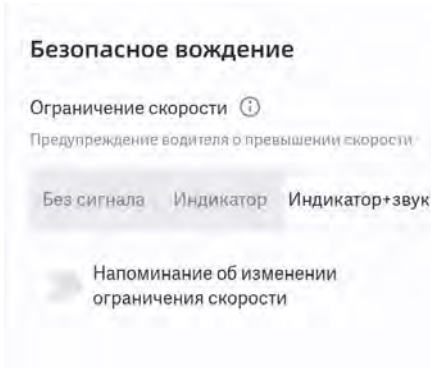 Безопасное вождение
Ограничение скорости
Предупреждение водителя о превышении скорости
Без сигнала Индикатор Индикатор+звук
Напоминание об изменении
ограничения скорости